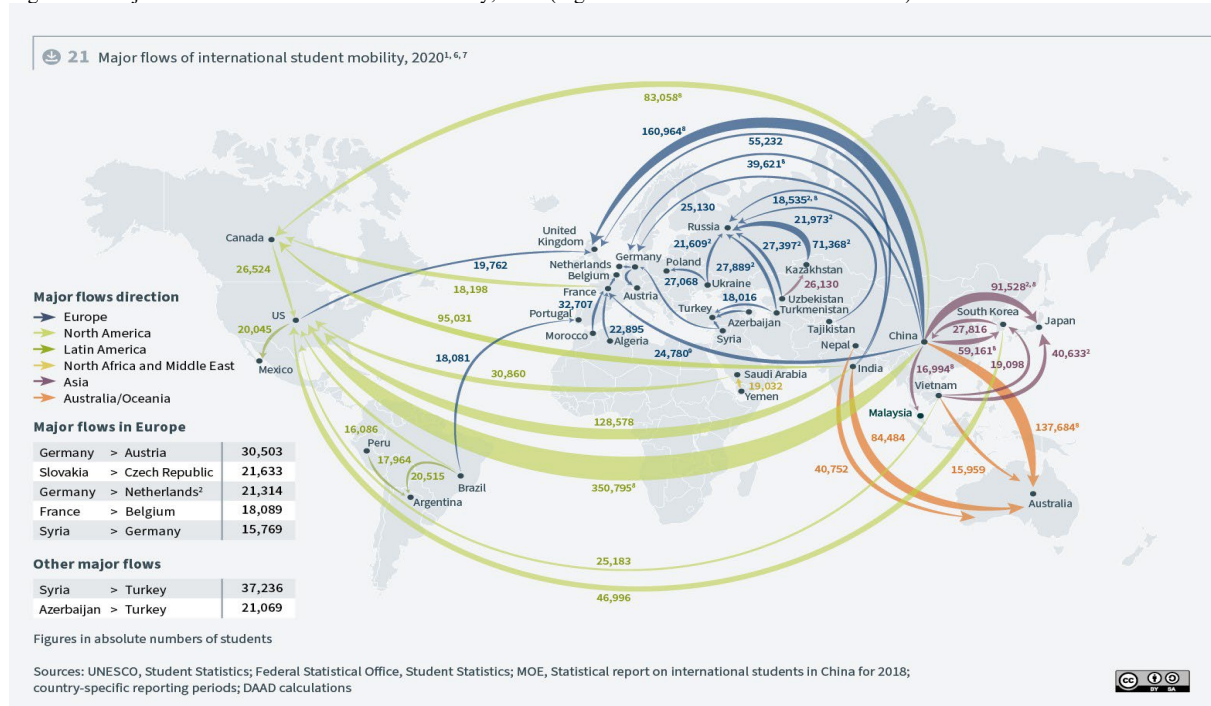 21 Major flows of international student mobility, 2020¹,⁶,⁷
83,058⁸
160,964⁸
55,232
39,621⁸
25,130
18,535²,⁸
Russia
21,973²
United
Kingdom
Canada
21,609²
27,397²
71,368²
Germany
Poland
Netherlands
19,762
26,524
Kazakhstan
27,889²
Belgium
26,130
27,068
Ukraine
18,198
France
Austria
91,528²,⁸
Major flows direction
32,707
18,016
Uzbekistan
Turkey
Turkmenistan
South Korea
Portugal
Europe
US
95,031
Azerbaijan
Japan
Tajikistan
27,816
North America
20,045
Morocco
22,895
Algeria
Syria
China
Latin America
Nepal
59,161⁸
40,633²
18,081
24,780⁹
North Africa and Middle East
Mexico
30,860
Saudi Arabia
India
16,994⁸
19,098
Asia
19,032
Vietnam
Yemen
Australia/Oceania
Malaysia
128,578
Major flows in Europe
16,086
137,684⁸
Peru
84,484
Germany > Austria 30,503
17,964
40,752
15,959
Slovakia > Czech Republic 21,633
20,515
Brazil
350,795⁸
Germany > Netherlands² 21,314
Argentina
Australia
France > Belgium 18,089
Syria > Germany 15,769
25,183
Other major flows
Syria > Turkey 37,236
46,996
Azerbaijan > Turkey 21,069
Figures in absolute numbers of students
Sources: UNESCO, Student Statistics; Federal Statistical Office, Student Statistics; MOE, Statistical report on international students in China for 2018;
country-specific reporting periods; DAAD calculations
CC BY SA